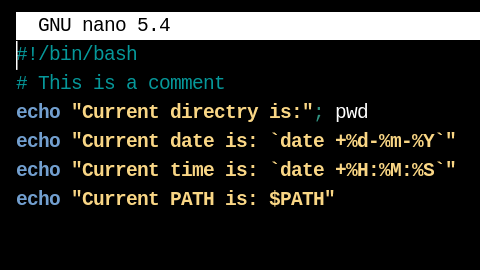 GNU nano 5.4
#!/bin/bash
# This is a comment
echo "Current directry is:"; pwd
echo "Current date is: `date +%d-%m-%Y`"
echo "Current time is: `date +%H:%M:%S`"
echo "Current PATH is: $PATH"